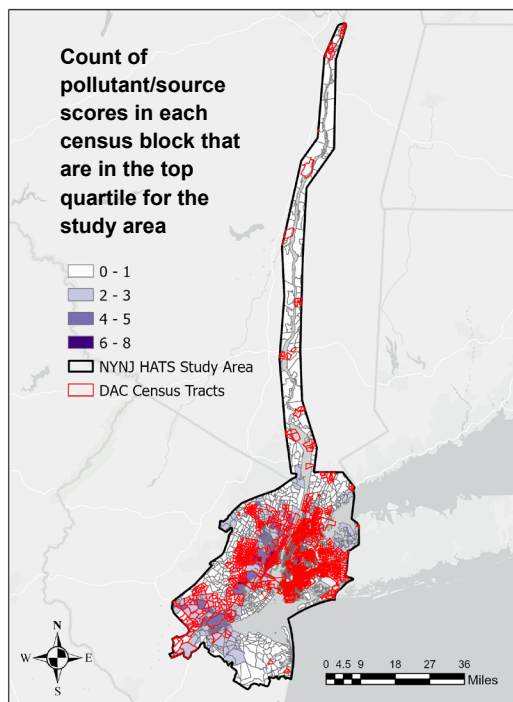 Count of
pollutant/source
scores in each
census block that
are in the top
quartile for the
study area
0 - 1
2 - 3
4 - 5
6 - 8
NYNJ HATS Study Area
DAC Census Tracts
N
W E
S
0 4.5 9 18 27 36
Miles